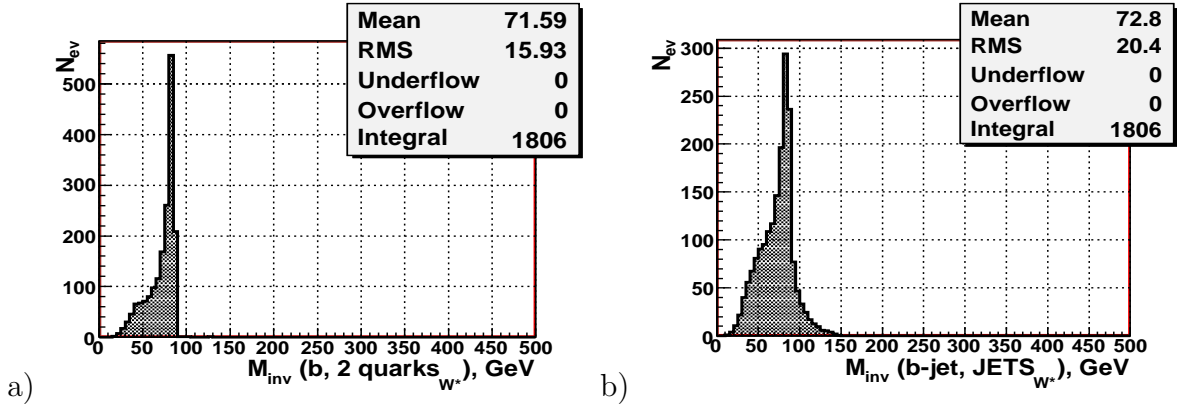 Mean 71.59
RMS 15.93
Underflow 0
Overflow 0
Integral 1806
N_ev
500
400
300
200
100
0
0 50 100 150 200 250 300 350 400 450 500
M_inv (b, 2 quarks_W*), GeV
a)
Mean 72.8
RMS 20.4
Underflow 0
Overflow 0
Integral 1806
N_ev
300
250
200
150
100
50
0
0 50 100 150 200 250 300 350 400 450 500
M_inv (b-jet, JETS_W*), GeV
b)